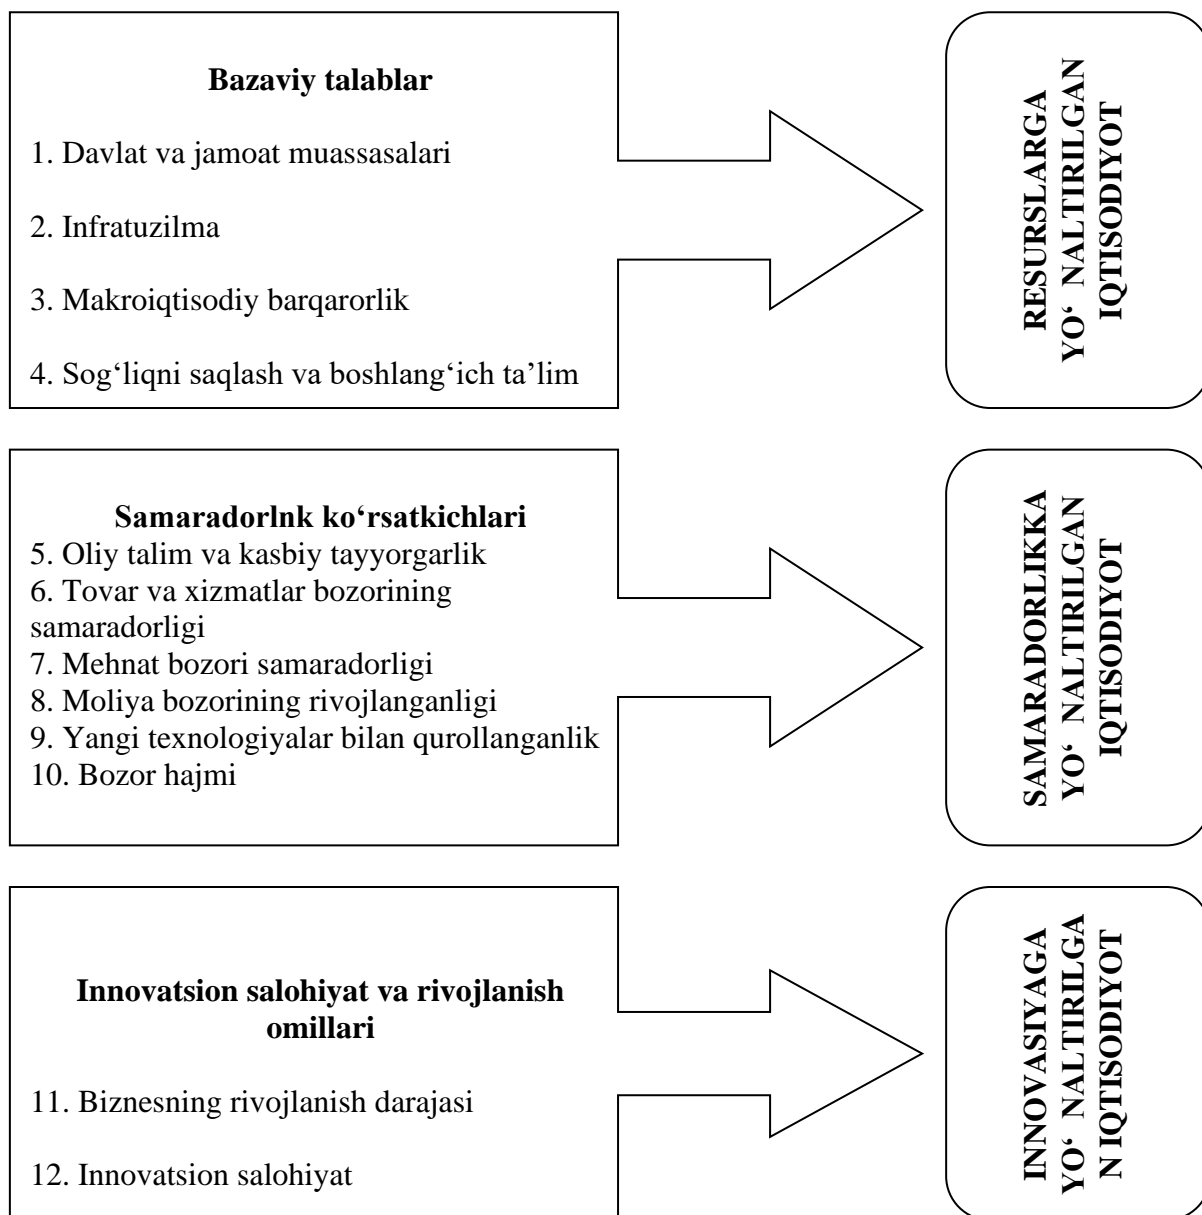 Bazaviy talablar
1. Davlat va jamoat muassasalari
2. Infratuzilma
3. Makroiqtisodiy barqarorlik
4. Sog‘liqni saqlash va boshlang‘ich ta’lim
RESURSLARGA
YO‘ NALTIRILGAN
IQTISODIYOT
Samaradorlnk ko‘rsatkichlari
5. Oliy talim va kasbiy tayyorgarlik
6. Tovar va xizmatlar bozorining
samaradorligi
7. Mehnat bozori samaradorligi
8. Moliya bozorining rivojlanganligi
9. Yangi texnologiyalar bilan qurollanganlik
10. Bozor hajmi
SAMARADORLIKKA
YO‘ NALTIRILGAN
IQTISODIYOT
Innovatsion salohiyat va rivojlanish
omillari
11. Biznesning rivojlanish darajasi
12. Innovatsion salohiyat
INNOVASIYAGA
YO‘ NALTIRILGA
N IQTISODIYOT